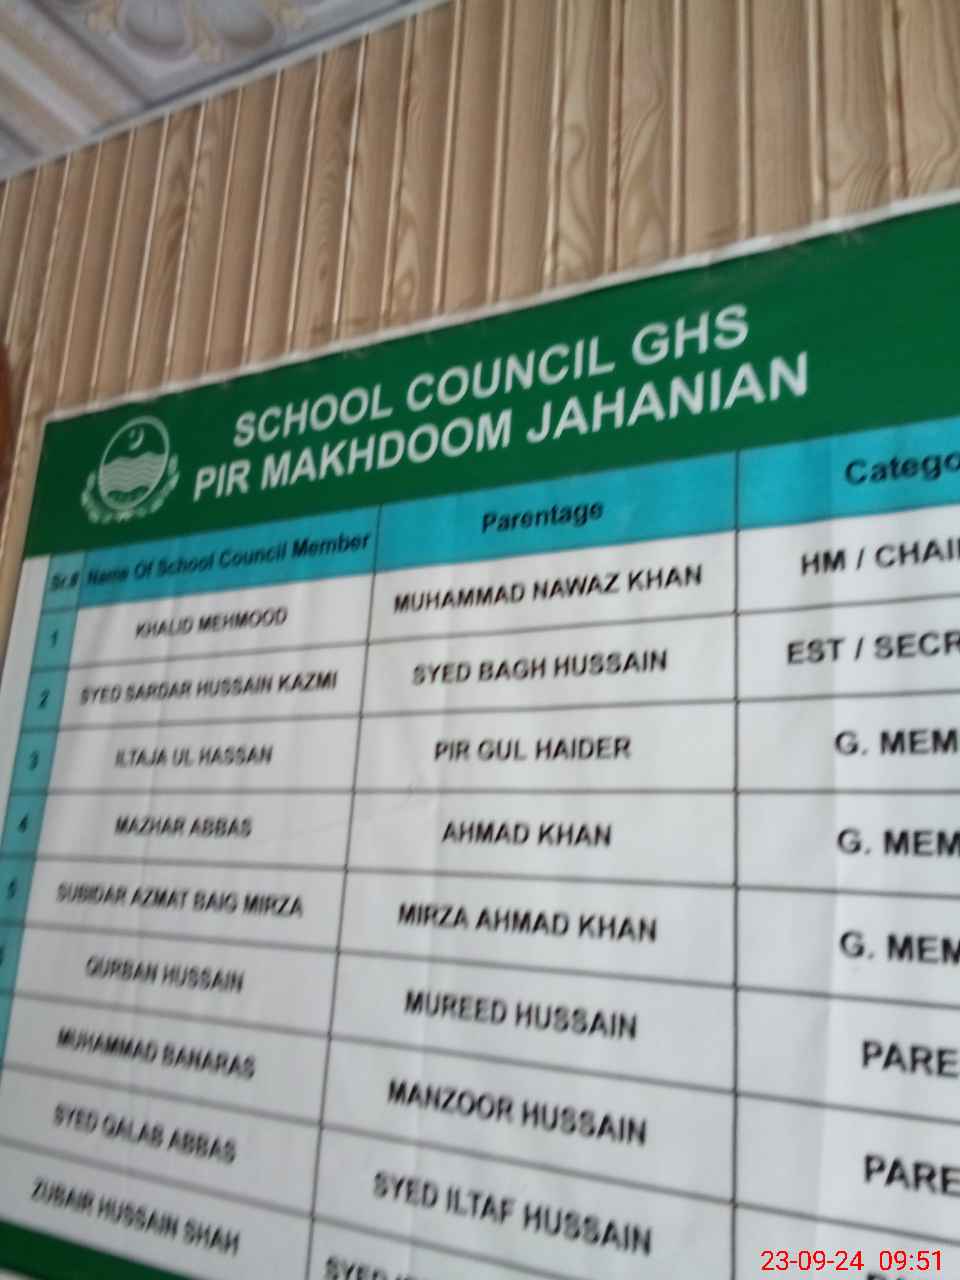 SCHOOL COUNCIL GHS
PIR MAKHDOOM JAHANIAN
Sr.# Name Of School Council Member Parentage Catego
1 KHALID MEHMOOD MUHAMMAD NAWAZ KHAN HM / CHAI
2 SYED SARDAR HUSSAIN KAZMI SYED BAGH HUSSAIN EST / SECR
3 ILTAJA UL HASSAN PIR GUL HAIDER G. MEM
4 MAZHAR ABBAS AHMAD KHAN G. MEM
5 SUBIDAR AZMAT BAIG MIRZA MIRZA AHMAD KHAN G. MEM
QURBAN HUSSAIN MUREED HUSSAIN PARE
MUHAMMAD BANARAS MANZOOR HUSSAIN PARE
SYED QALAB ABBAS SYED ILTAF HUSSAIN
ZUBAIR HUSSAIN SHAH SYED
23-09-24 09:51